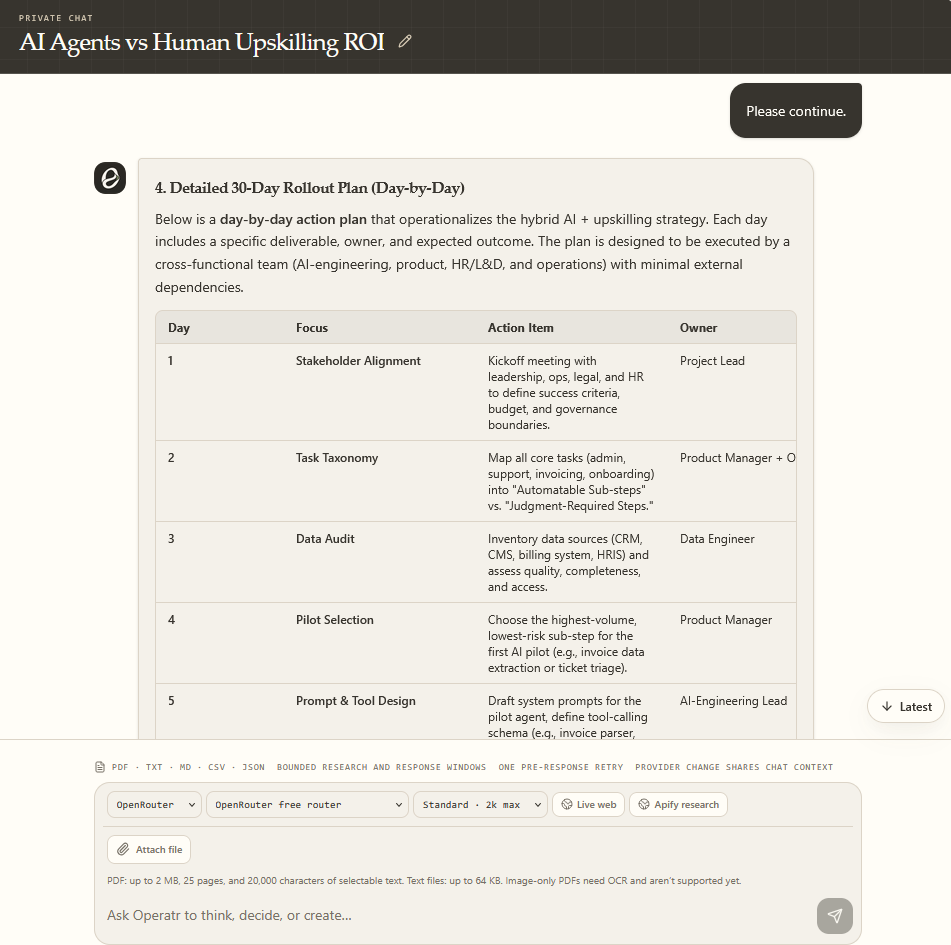 PRIVATE CHAT
AI Agents vs Human Upskilling ROI
Please continue.
4. Detailed 30-Day Rollout Plan (Day-by-Day)
Below is a day-by-day action plan that operationalizes the hybrid AI + upskilling strategy. Each day
includes a specific deliverable, owner, and expected outcome. The plan is designed to be executed by a
cross-functional team (AI-engineering, product, HR/L&D, and operations) with minimal external
dependencies.
Day Focus Action Item Owner
1 Stakeholder Alignment Kickoff meeting with Project Lead
leadership, ops, legal, and HR
to define success criteria,
budget, and governance
boundaries.
2 Task Taxonomy Map all core tasks (admin, Product Manager + O
support, invoicing, onboarding)
into "Automatable Sub-steps"
vs. "Judgment-Required Steps."
3 Data Audit Inventory data sources (CRM, Data Engineer
CMS, billing system, HRIS) and
assess quality, completeness,
and access.
4 Pilot Selection Choose the highest-volume, Product Manager
lowest-risk sub-step for the
first AI pilot (e.g., invoice data
extraction or ticket triage).
5 Prompt & Tool Design Draft system prompts for the AI-Engineering Lead
pilot agent, define tool-calling
schema (e.g., invoice parser,
Latest
PDF · TXT · MD · CSV · JSON BOUNDED RESEARCH AND RESPONSE WINDOWS ONE PRE-RESPONSE RETRY PROVIDER CHANGE SHARES CHAT CONTEXT
OpenRouter OpenRouter free router Standard · 2k max Live web Apify research
Attach file
PDF: up to 2 MB, 25 pages, and 20,000 characters of selectable text. Text files: up to 64 KB. Image-only PDFs need OCR and aren't supported yet.
Ask Operatr to think, decide, or create...